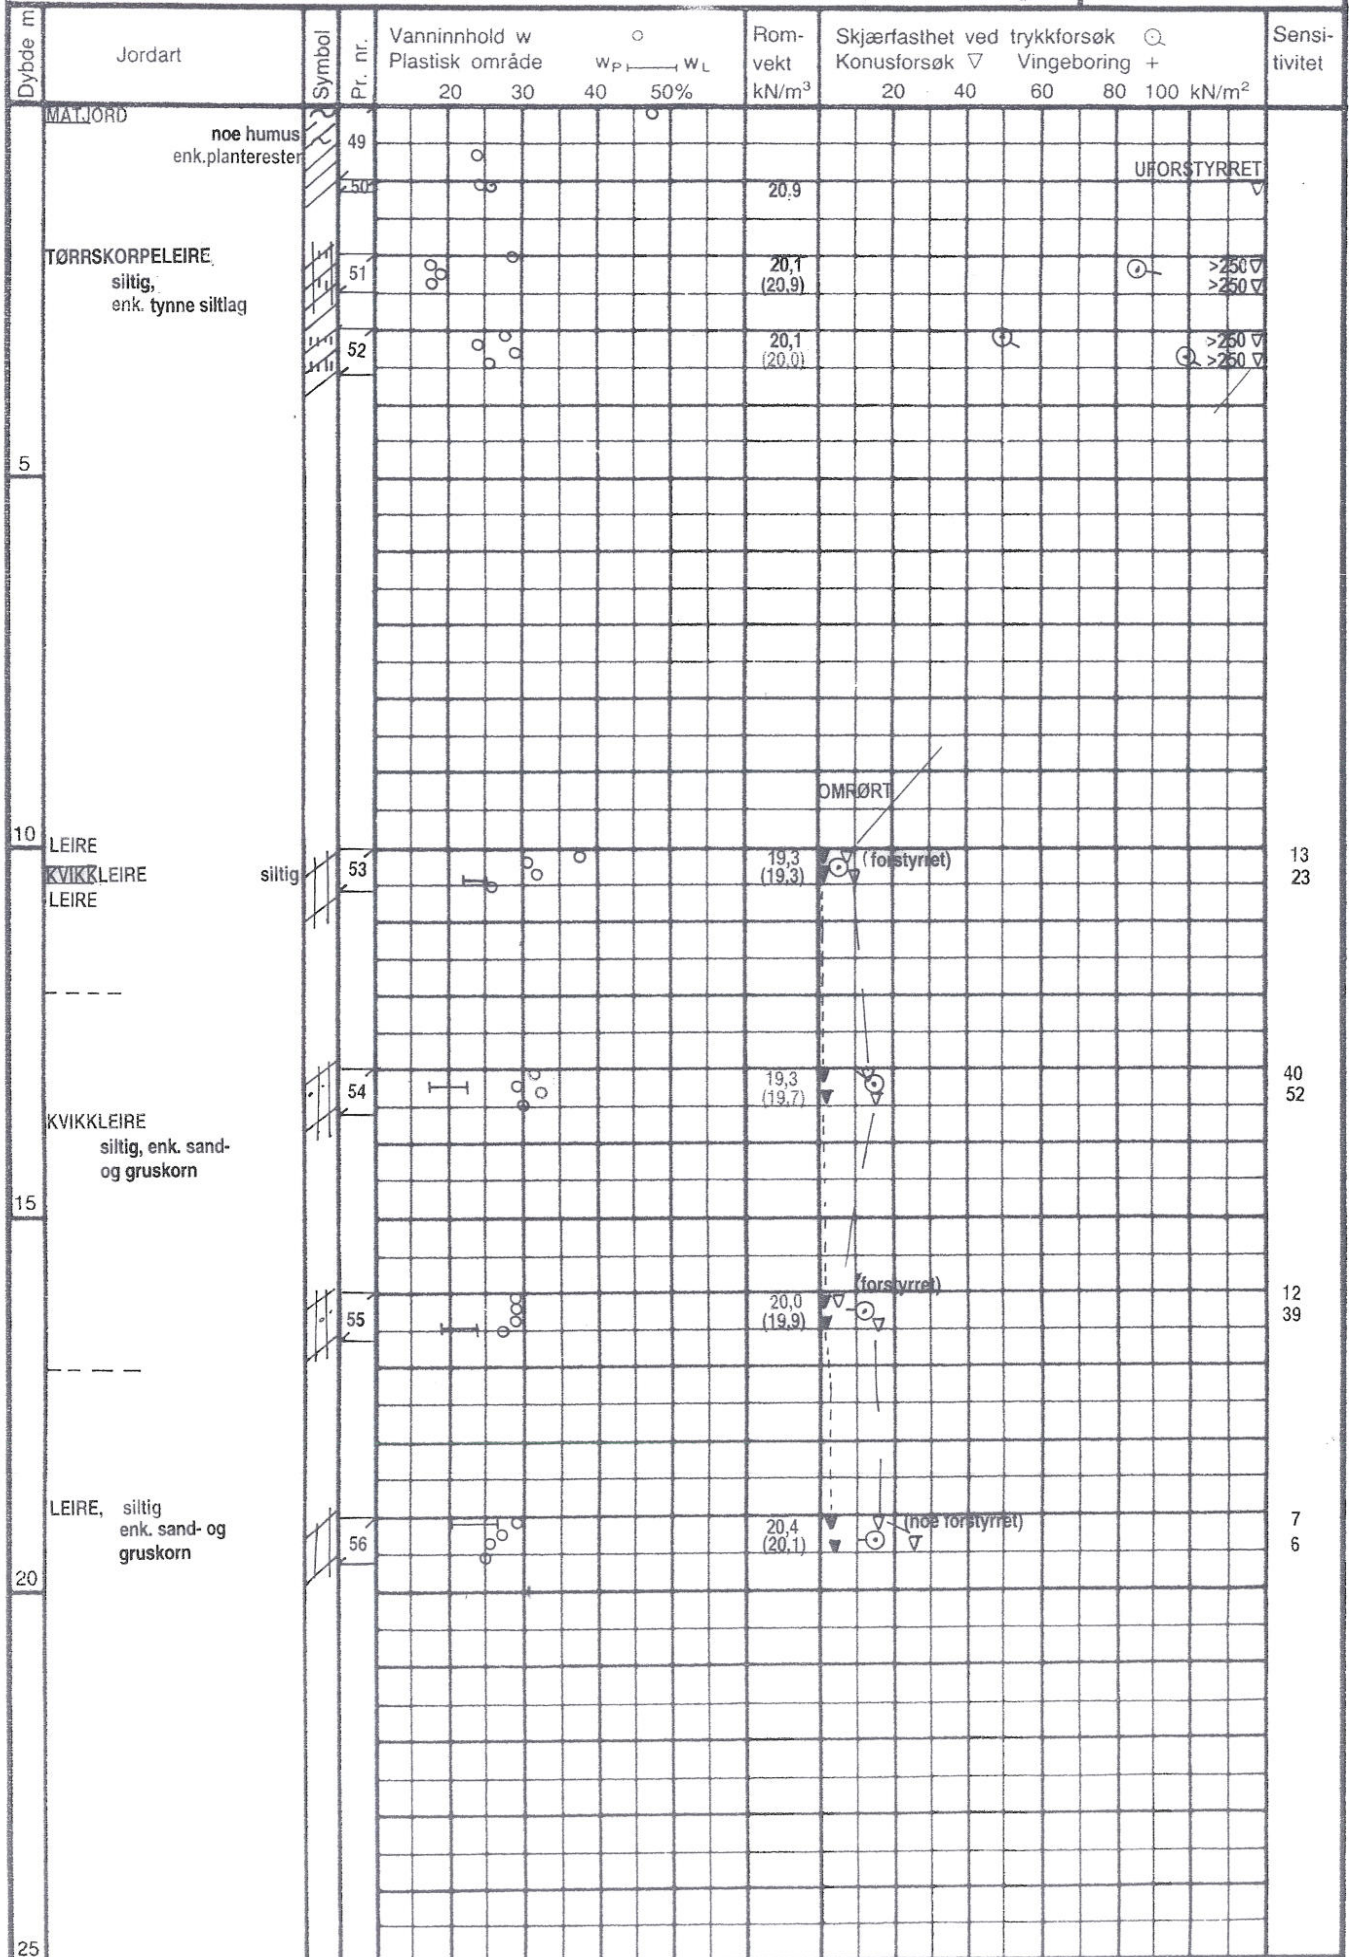 Dybde m
Jordart
Symbol
Pr. nr.
Vanninnhold w
Plastisk område wP wL
20 30 40 50%
Rom-
vekt
kN/m³
Skjærfasthet ved trykkforsøk
Konusforsøk ▽ Vingeboring +
20 40 60 80 100 kN/m²
Sensi-
tivitet
MATJORD
noe humus
enk.planterester
49
UFORSTYRRET
50 20,9
TØRRSKORPELEIRE
siltig,
enk. tynne siltlag
51 20,1 >250
(20,9) >250
52 20,1 >250
(20,0) >250
5
OMRØRT
10
LEIRE
KVIKKLEIRE siltig
LEIRE
53 19,3 (forstyrret) 13
(19,3) 23
54 19,3 40
(19,7) 52
KVIKKLEIRE
siltig, enk. sand-
og gruskorn
15
(forstyrret)
55 20,0 12
(19,9) 39
LEIRE, siltig
enk. sand- og
gruskorn
56 20,4 (noe forstyrret) 7
(20,1) 6
20
25